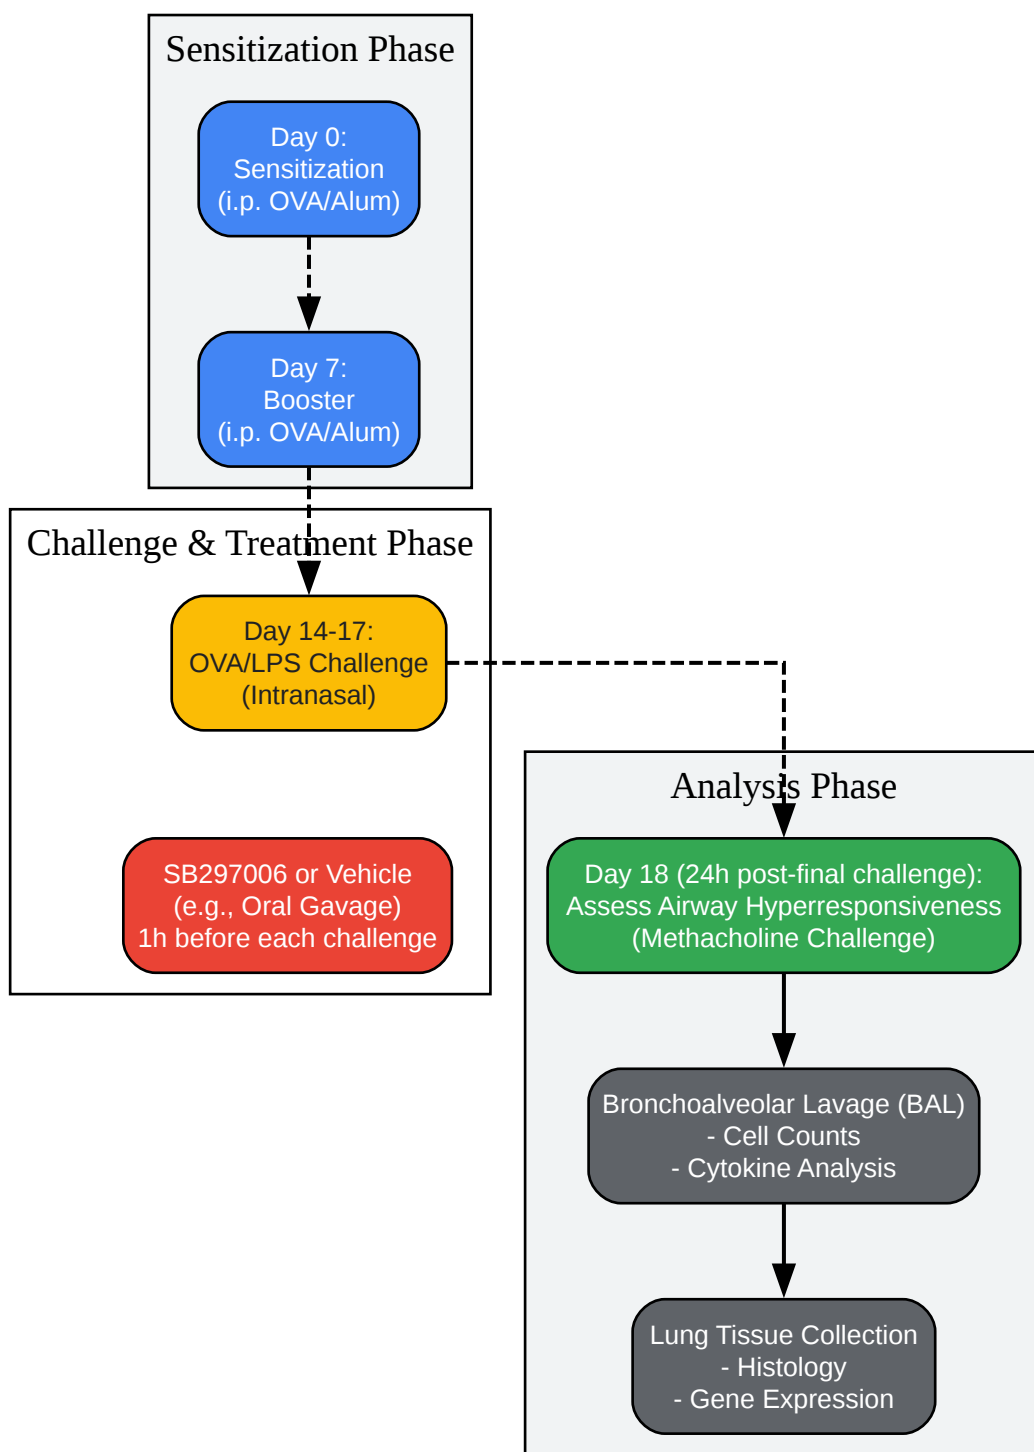 Sensitization Phase
Day 0:
Sensitization
(i.p. OVA/Alum)
Day 7:
Booster
(i.p. OVA/Alum)
Challenge & Treatment Phase
Day 14-17:
OVA/LPS Challenge
(Intranasal)
SB297006 or Vehicle
(e.g., Oral Gavage)
1h before each challenge
Analysis Phase
Day 18 (24h post-final challenge):
Assess Airway Hyperresponsiveness
(Methacholine Challenge)
Bronchoalveolar Lavage (BAL)
- Cell Counts
- Cytokine Analysis
Lung Tissue Collection
- Histology
- Gene Expression